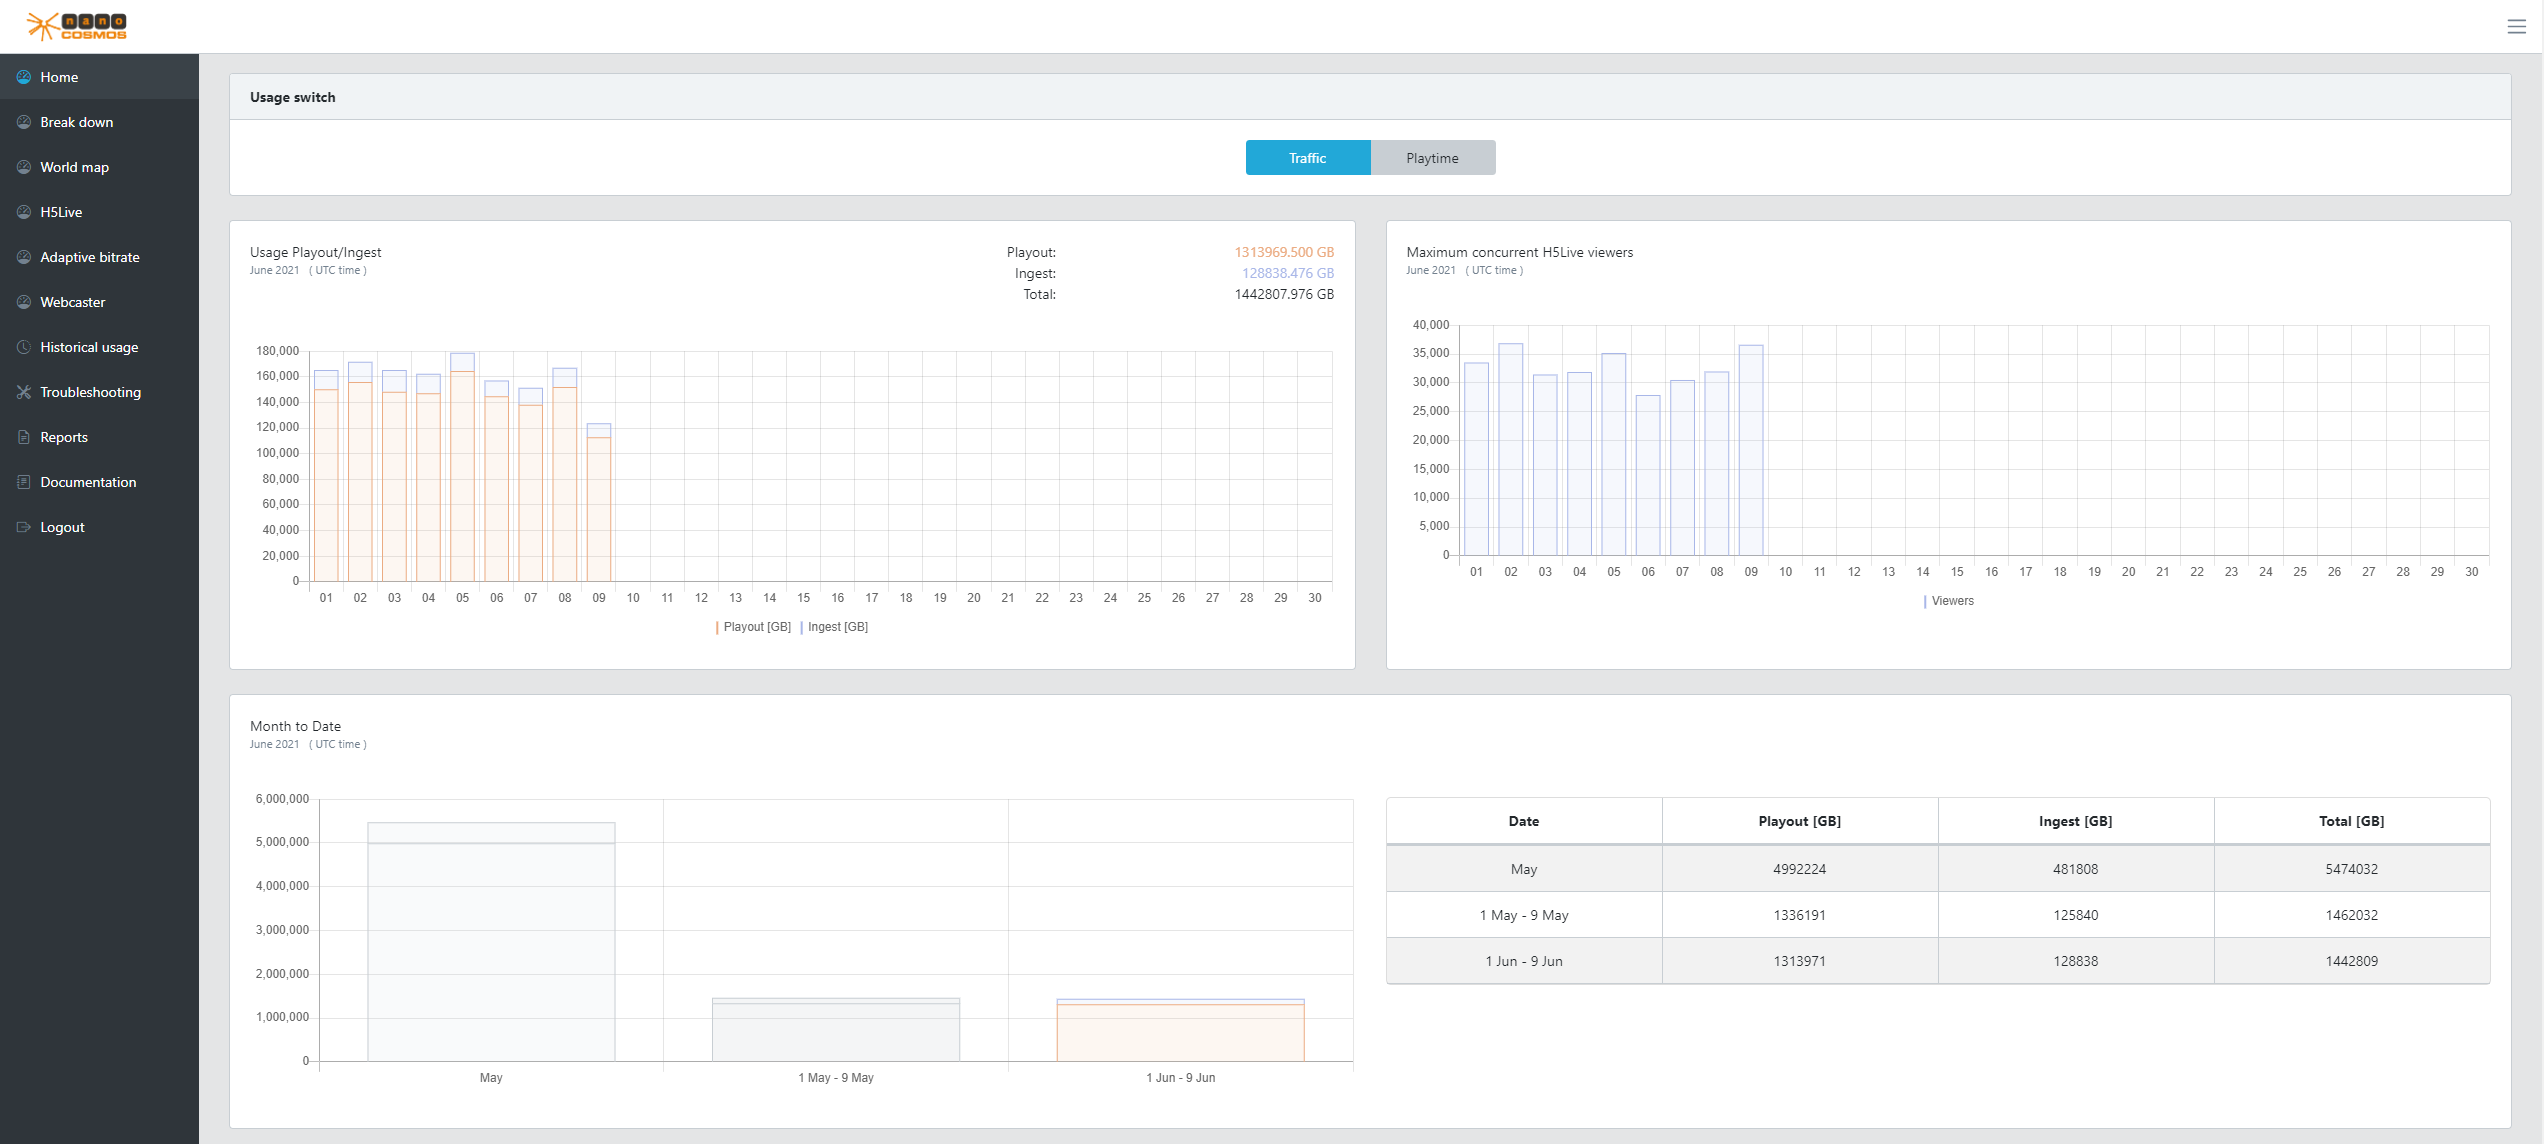 nano
COSMOS
Home
Break down
World map
H5Live
Adaptive bitrate
Webcaster
Historical usage
Troubleshooting
Reports
Documentation
Logout
Usage switch
Traffic Playtime
Usage Playout/Ingest
June 2021 ( UTC time )
Playout: 1313969.500 GB
Ingest: 128838.476 GB
Total: 1442807.976 GB
180,000
160,000
140,000
120,000
100,000
80,000
60,000
40,000
20,000
0
01 02 03 04 05 06 07 08 09 10 11 12 13 14 15 16 17 18 19 20 21 22 23 24 25 26 27 28 29 30
Playout [GB] Ingest [GB]
Maximum concurrent H5Live viewers
June 2021 ( UTC time )
40,000
35,000
30,000
25,000
20,000
15,000
10,000
5,000
0
01 02 03 04 05 06 07 08 09 10 11 12 13 14 15 16 17 18 19 20 21 22 23 24 25 26 27 28 29 30
Viewers
Month to Date
June 2021 ( UTC time )
6,000,000
5,000,000
4,000,000
3,000,000
2,000,000
1,000,000
0
May 1 May - 9 May 1 Jun - 9 Jun
Date Playout [GB] Ingest [GB] Total [GB]
May 4992224 481808 5474032
1 May - 9 May 1336191 125840 1462032
1 Jun - 9 Jun 1313971 128838 1442809